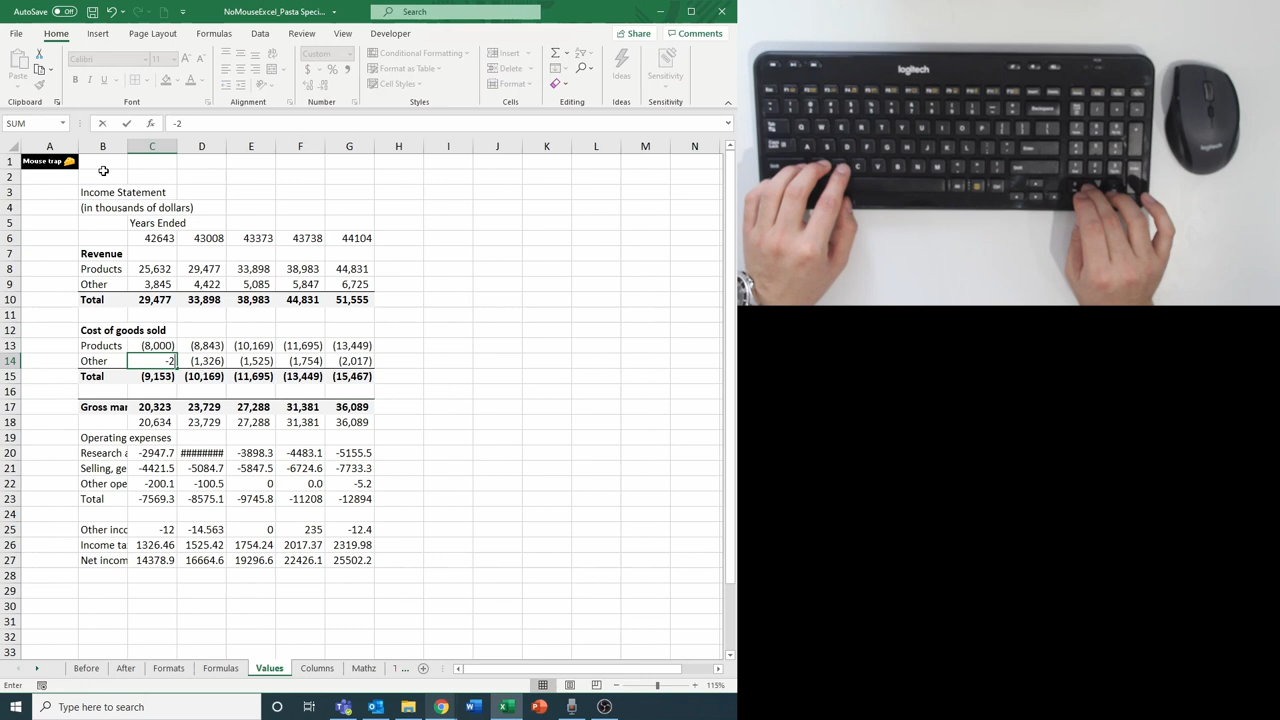 AutoSave Off NoMouseExcel_Pasta Speci... Search
File Home Insert Page Layout Formulas Data Review View Developer Share Comments
Paste Calibri 11 Custom Conditional Formatting Insert Ideas Sensitivity
B I U $ % Format as Table Delete
Cell Styles Format
Clipboard Font Alignment Number Styles Cells Editing Ideas Sensitivity
SUM fx -2
A B C D E F G H I J K L M N
1 Mouse trap
2
3 Income Statement
4 (in thousands of dollars)
5 Years Ended
6 42643 43008 43373 43738 44104
7 Revenue
8 Products 25,632 29,477 33,898 38,983 44,831
9 Other 3,845 4,422 5,085 5,847 6,725
10 Total 29,477 33,898 38,983 44,831 51,555
11
12 Cost of goods sold
13 Products (8,000) (8,843) (10,169) (11,695) (13,449)
14 Other -2 (1,326) (1,525) (1,754) (2,017)
15 Total (9,153) (10,169) (11,695) (13,449) (15,467)
16
17 Gross mar 20,323 23,729 27,288 31,381 36,089
18 20,634 23,729 27,288 31,381 36,089
19 Operating expenses
20 Research a -2947.7 ######## -3898.3 -4483.1 -5155.5
21 Selling, ge -4421.5 -5084.7 -5847.5 -6724.6 -7733.3
22 Other ope -200.1 -100.5 0 0.0 -5.2
23 Total -7569.3 -8575.1 -9745.8 -11208 -12894
24
25 Other inco -12 -14.563 0 235 -12.4
26 Income ta 1326.46 1525.42 1754.24 2017.37 2319.98
27 Net incom 14378.9 16664.6 19296.6 22426.1 25502.2
28
29
30
31
32
33
Before After Formats Formulas Values Columns Mathz T ...
Enter 115%
Type here to search
logitech
logitech